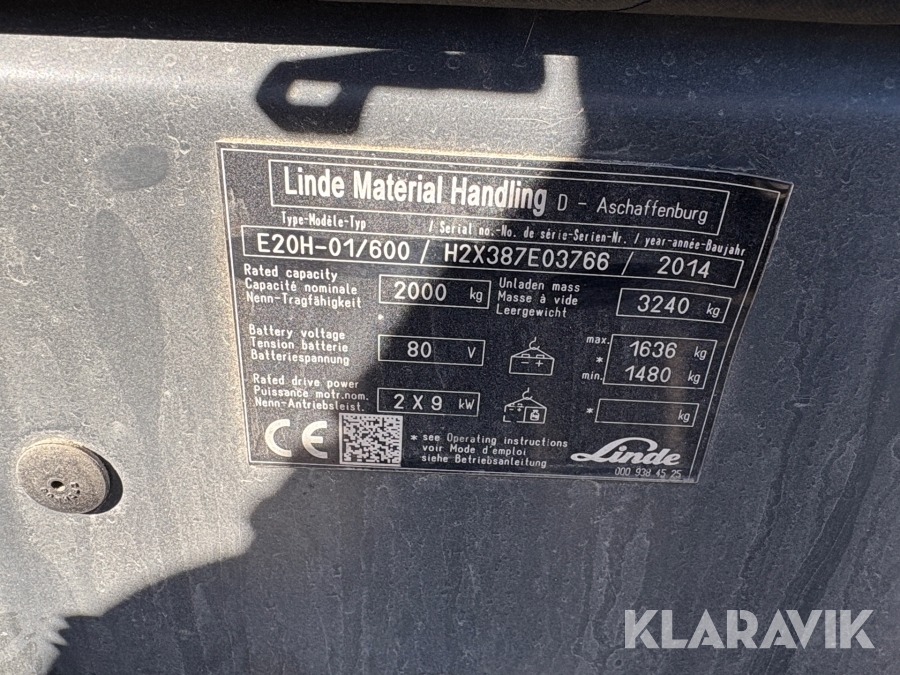 Linde Material Handling D - Aschaffenburg
Type-Modèle-Typ / Serial no.-No. de série-Serien-Nr. / year-année-Baujahr
E20H-01/600 / H2X387E03766 / 2014
Rated capacity
Capacité nominale
Nenn-Tragfähigkeit
2000 kg
Unladen mass
Masse à vide
Leergewicht
3240 kg
Battery voltage
Tension batterie
Batteriespannung
80 V
- +
max. 1636 kg
*
min. 1480 kg
Rated drive power
Puissance motr.nom.
Nenn-Antriebsleist.
2 X 9 kW
- +
* kg
CE
* see Operating instructions
voir Mode d'emploi
siehe Betriebsanleitung
Linde
000 938 45 25
KLARAVIK